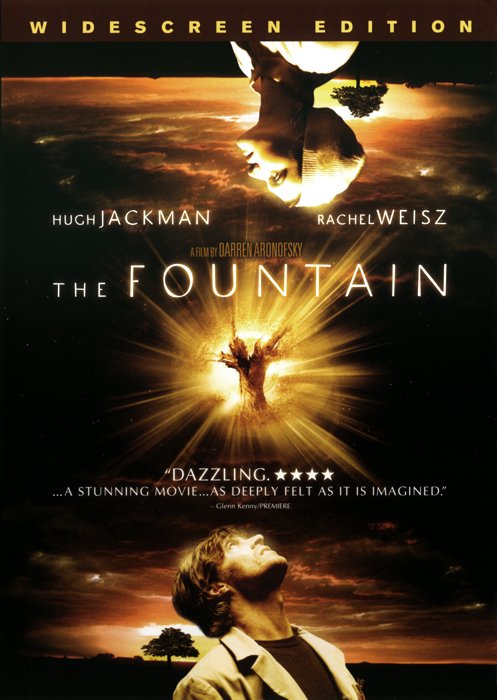 WIDESCREEN EDITION
HUGH JACKMAN RACHEL WEISZ
A FILM BY DARREN ARONOFSKY
THE FOUNTAIN
“DAZZLING. ★★★★
...A STUNNING MOVIE...AS DEEPLY FELT AS IT IS IMAGINED.”
– Glenn Kenny/PREMIERE